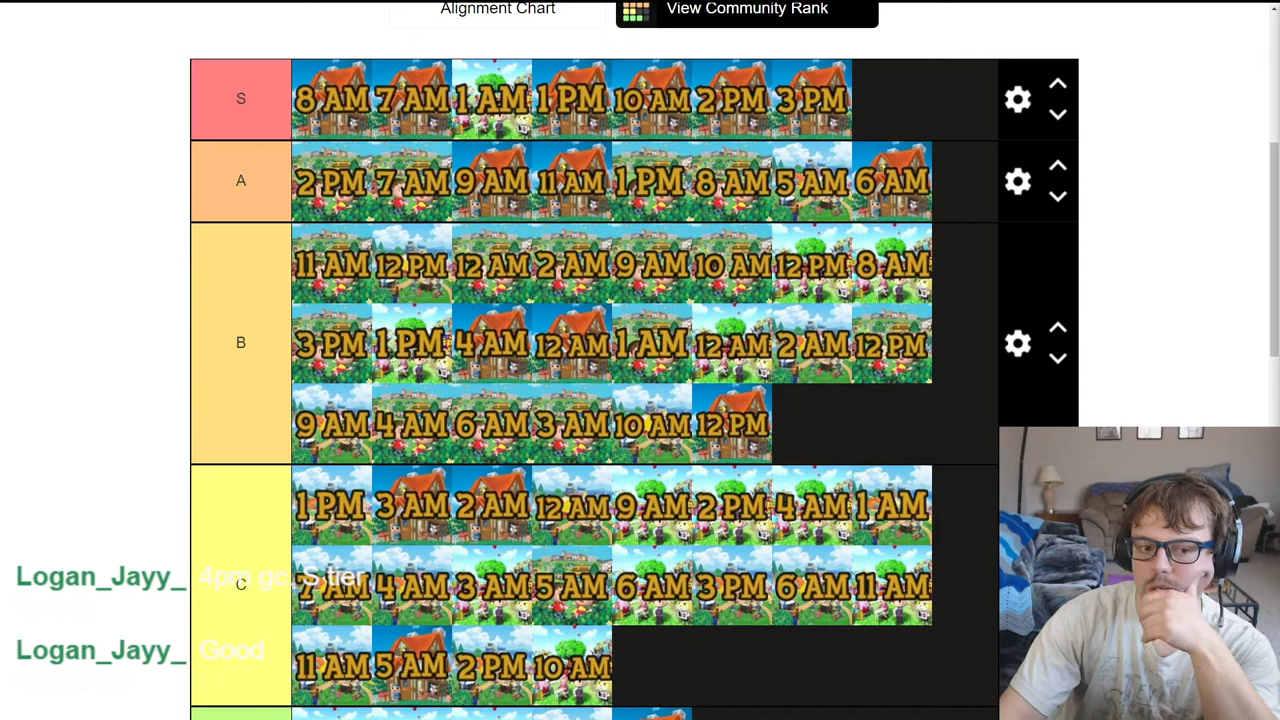 Alignment Chart
View Community Rank
S
8 AM 7 AM 1 AM 1 PM 10 AM 2 PM 3 PM
A
2 PM 7 AM 9 AM 11 AM 1 PM 8 AM 5 AM 6 AM
B
11 AM 12 PM 12 AM 2 AM 9 AM 10 AM 12 PM 8 AM
3 PM 1 PM 4 AM 12 AM 1 AM 12 AM 2 AM 12 PM
9 AM 4 AM 6 AM 3 AM 10 AM 12 PM
C
1 PM 3 AM 2 AM 12 AM 9 AM 2 PM 4 AM 1 AM
7 AM 4 AM 3 AM 5 AM 6 AM 3 PM 6 AM 11 AM
11 AM 5 AM 2 PM 10 AM
Logan_Jayy_ 4pm gc. S tier
Logan_Jayy_ Good